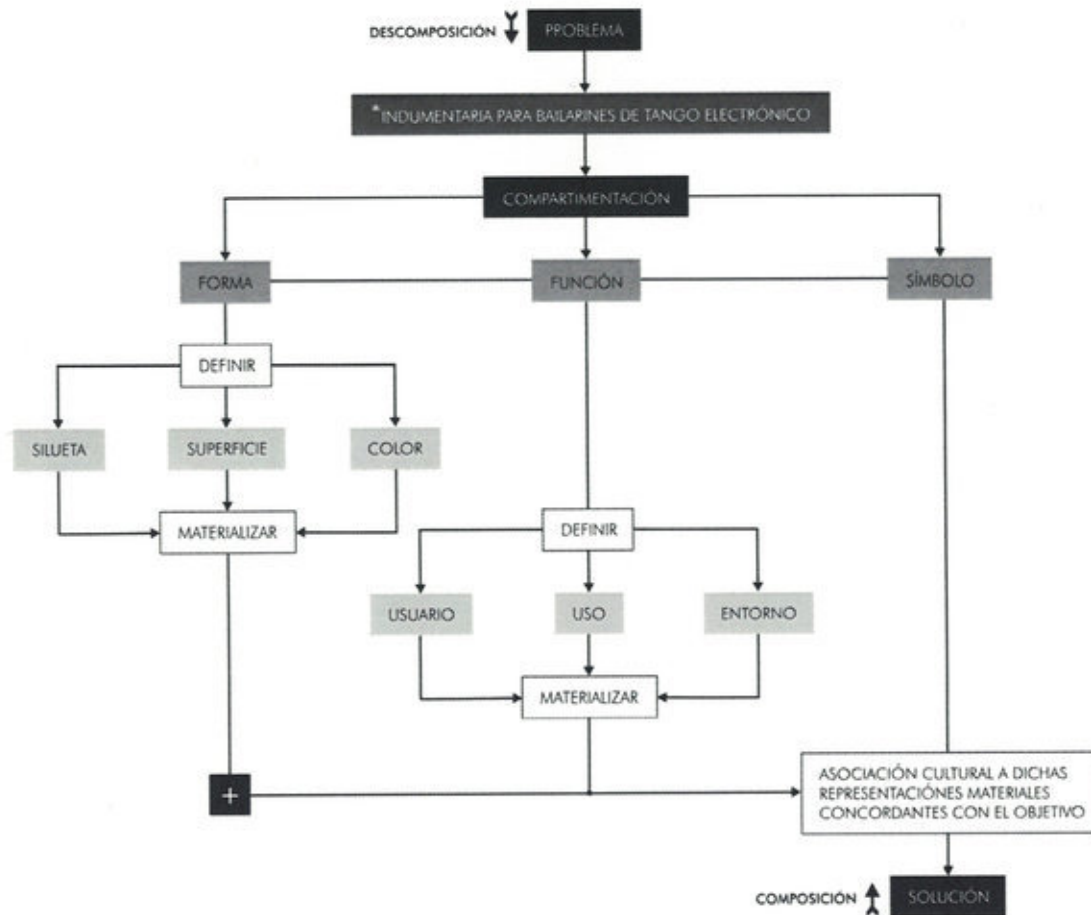 DESCOMPOSICIÓN
PROBLEMA
*INDUMENTARIA PARA BAILARINES DE TANGO ELECTRÓNICO
COMPARTIMENTACIÓN
FORMA
FUNCIÓN
SÍMBOLO
DEFINIR
SILUETA
SUPERFICIE
COLOR
MATERIALIZAR
DEFINIR
USUARIO
USO
ENTORNO
MATERIALIZAR
+
ASOCIACIÓN CULTURAL A DICHAS
REPRESENTACIÓNES MATERIALES
CONCORDANTES CON EL OBJETIVO
COMPOSICIÓN
SOLUCIÓN